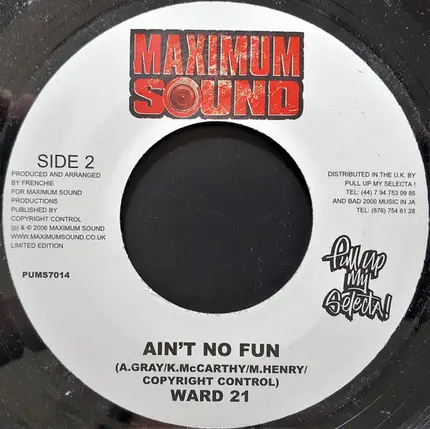 MAXIMUM
SOUND
SIDE 2
PRODUCED AND ARRANGED
BY FRENCHIE
FOR MAXIMUM SOUND
PRODUCTIONS
PUBLISHED BY
COPYRIGHT CONTROL
(p) & © 2006 MAXIMUM SOUND
WWW.MAXIMUMSOUND.CO.UK
LIMITED EDITION
PUMS7014
DISTRIBUTED IN THE U.K. BY
PULL UP MY SELECTA !
TEL: (44) 7 94 753 09 85
AND BAD 2000 MUSIC IN JA
TEL: (876) 754 61 28
Pull up
my
Selecta!
AIN'T NO FUN
(A.GRAY/K.McCARTHY/M.HENRY/
COPYRIGHT CONTROL)
WARD 21